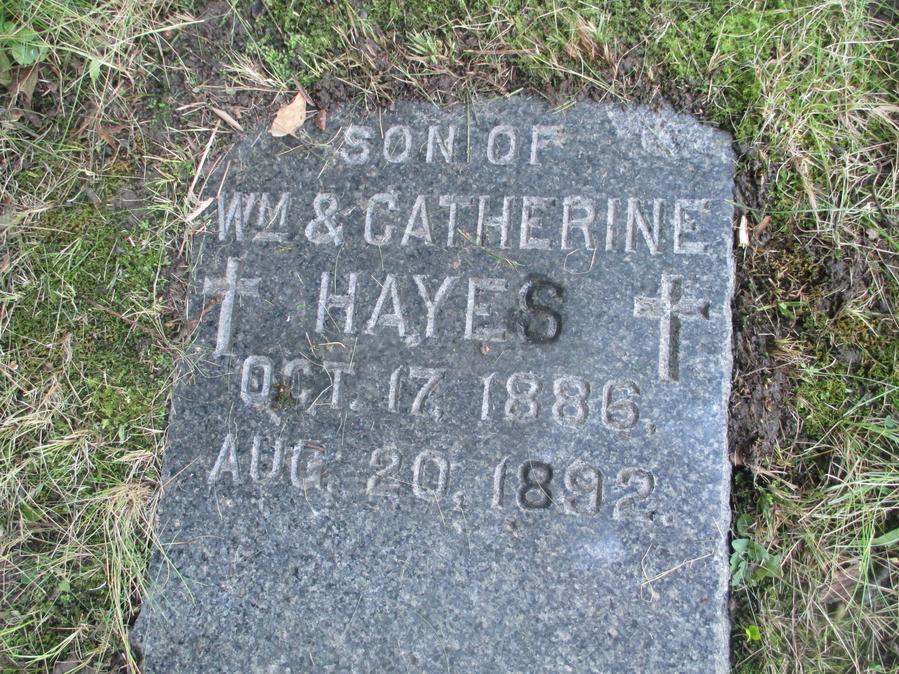 SON OF
WM & CATHERINE
HAYES
OCT. 17, 1886,
AUG. 20, 1892.